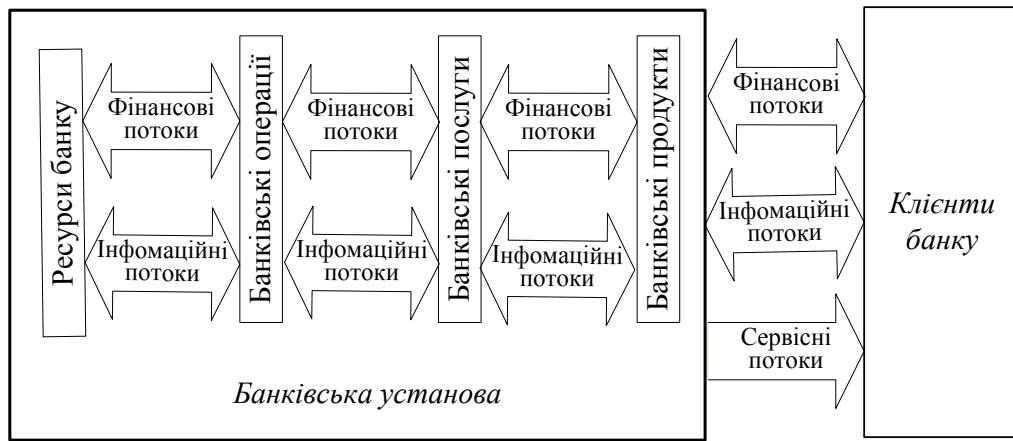 Ресурси банку
Фінансові
потоки
Інфомаційні
потоки
Банківські операції
Фінансові
потоки
Інфомаційні
потоки
Банківські послуги
Фінансові
потоки
Інфомаційні
потоки
Банківські продукти
Фінансові
потоки
Інфомаційні
потоки
Сервісні
потоки
Клієнти
банку
Банківська установа